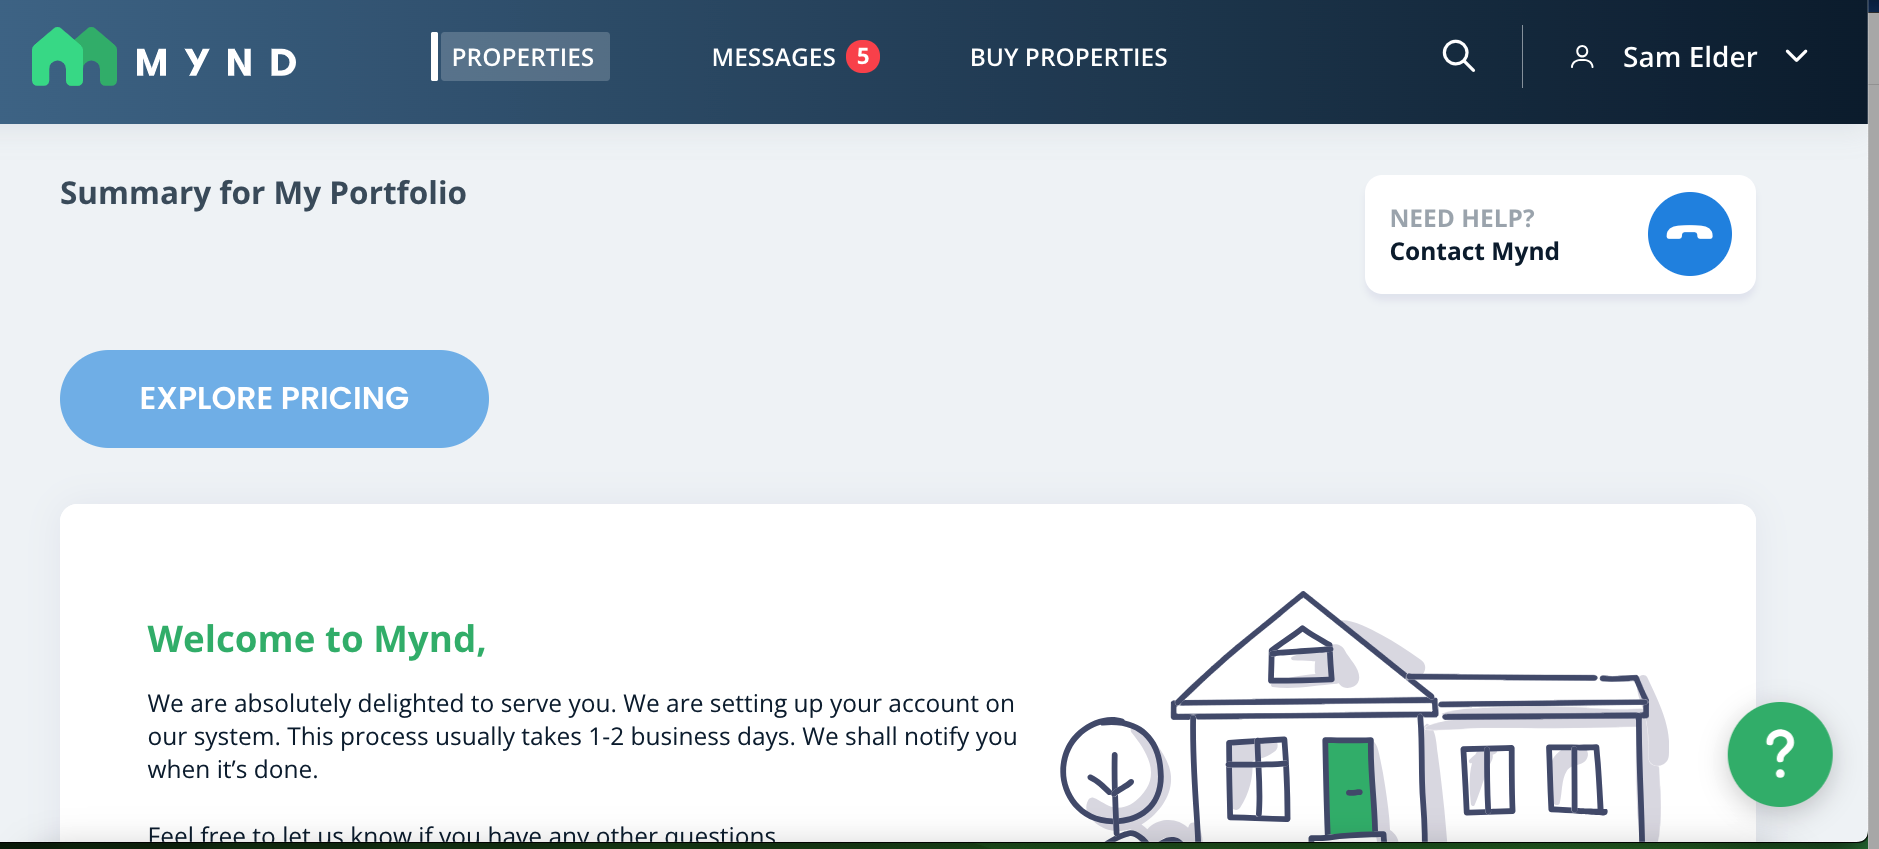 MYND
PROPERTIES
MESSAGES 5
BUY PROPERTIES
Sam Elder
Summary for My Portfolio
NEED HELP?
Contact Mynd
EXPLORE PRICING
Welcome to Mynd,
We are absolutely delighted to serve you. We are setting up your account on
our system. This process usually takes 1-2 business days. We shall notify you
when it’s done.
Feel free to let us know if you have any other questions
?